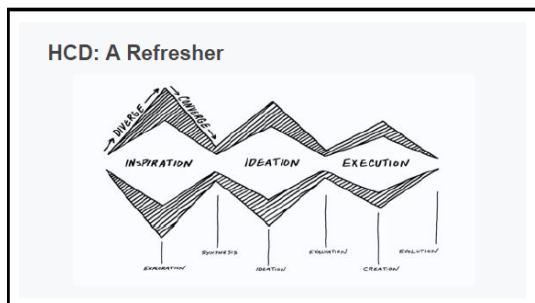 HCD: A Refresher
DIVERGE
CONVERGE
INSPIRATION
IDEATION
EXECUTION
SYNTHESIS
EVALUATION
EVOLUTION
EXPLORATION
IDEATION
CREATION